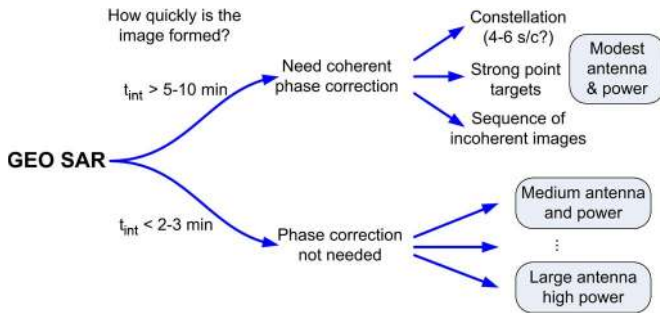 How quickly is the
image formed?
GEO SAR
t_int > 5-10 min
t_int < 2-3 min
Need coherent
phase correction
Phase correction
not needed
Constellation
(4-6 s/c?)
Strong point
targets
Sequence of
incoherent images
Modest
antenna
& power
Medium antenna
and power
⋮
Large antenna
high power